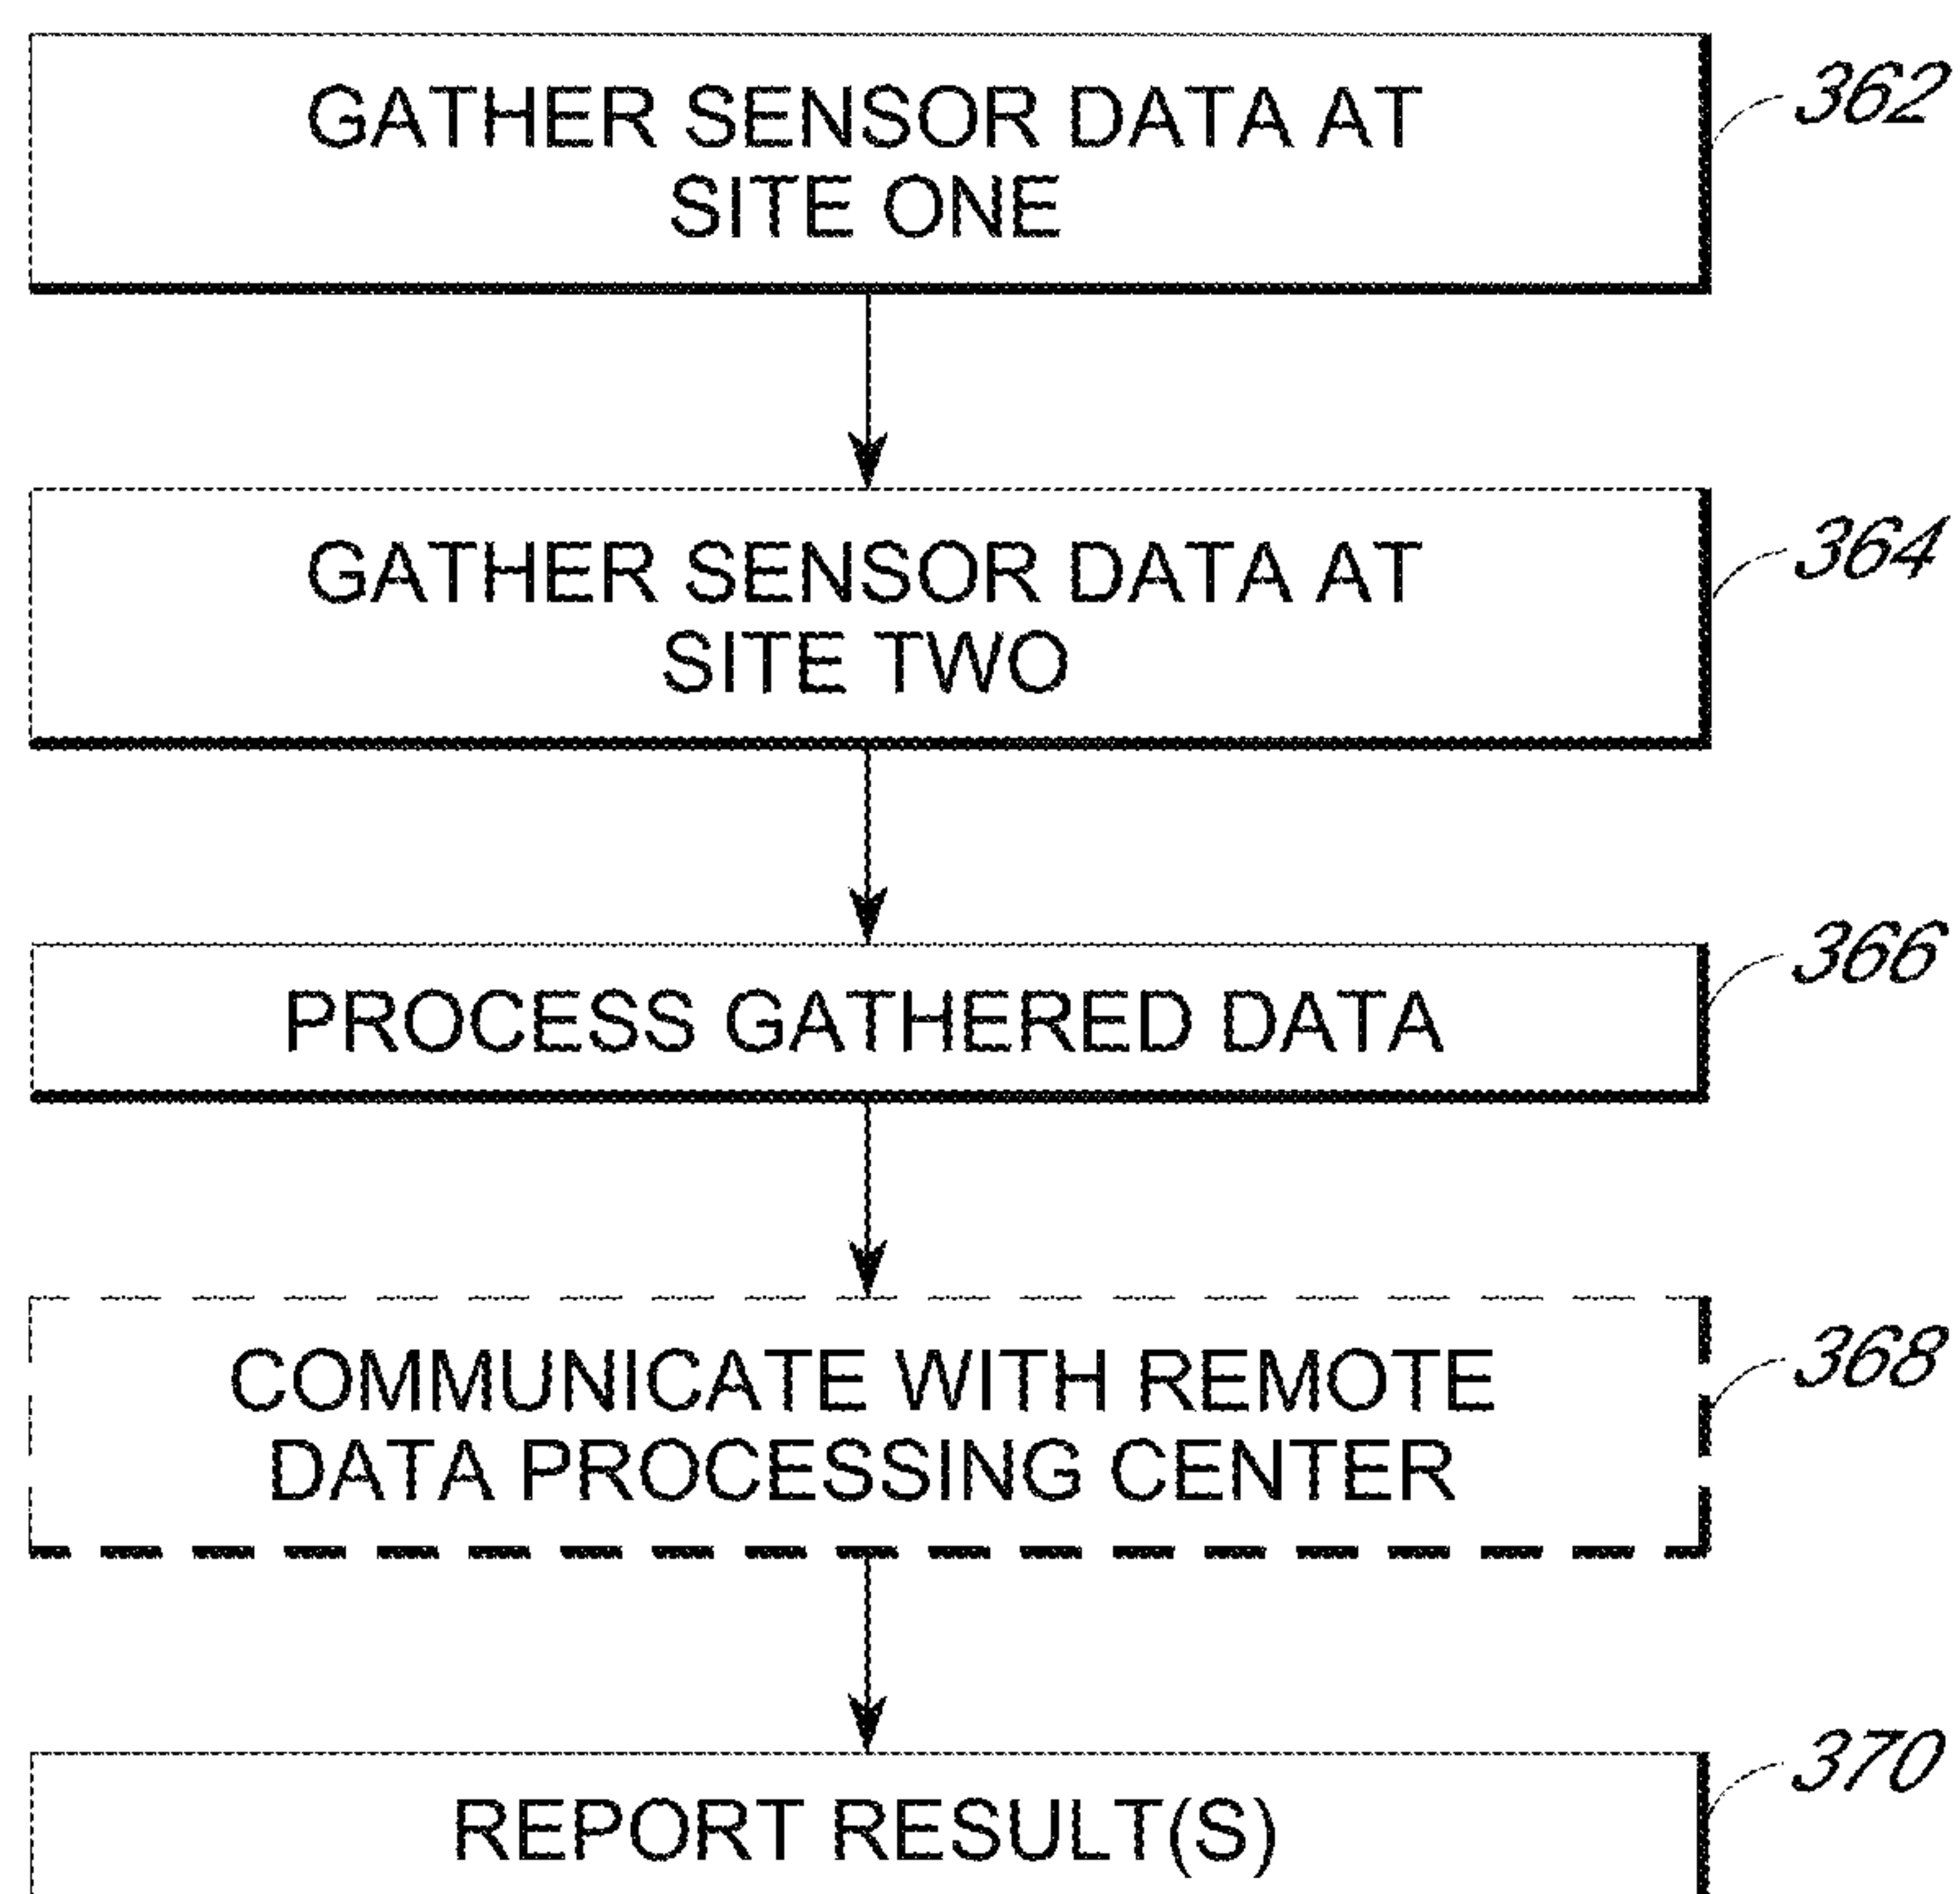 GATHER SENSOR DATA AT
SITE ONE
362
GATHER SENSOR DATA AT
SITE TWO
364
PROCESS GATHERED DATA
366
COMMUNICATE WITH REMOTE
DATA PROCESSING CENTER
368
REPORT RESULT(S)
370